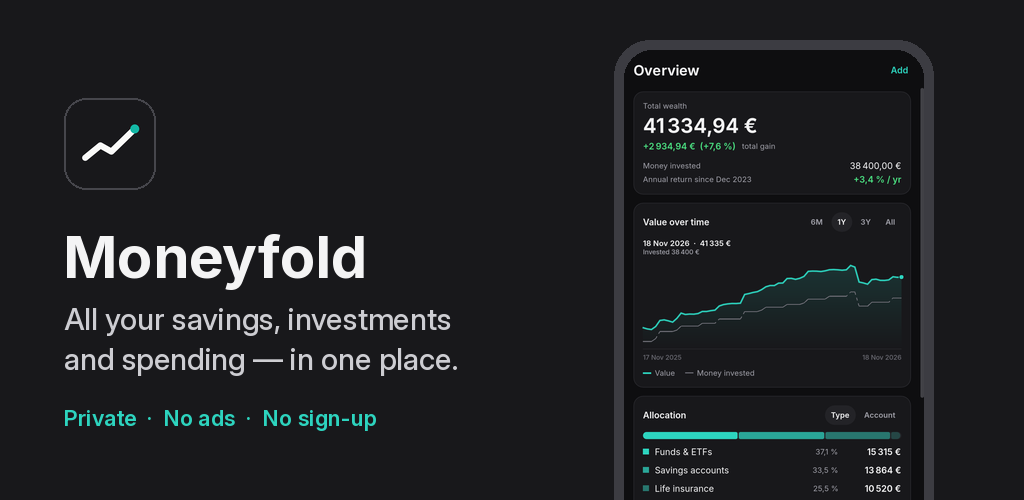 Moneyfold
All your savings, investments
and spending — in one place.
Private · No ads · No sign-up
Overview
Add
Total wealth
41 334,94 €
+2 934,94 € (+7,6 %) total gain
Money invested 38 400,00 €
Annual return since Dec 2023 +3,4 % / yr
Value over time 6M 1Y 3Y All
18 Nov 2026 · 41 335 €
Invested 38 400 €
17 Nov 2025 18 Nov 2026
Value Money invested
Allocation Type Account
Funds & ETFs 37,1 % 15 315 €
Savings accounts 33,5 % 13 864 €
Life insurance 25,5 % 10 520 €